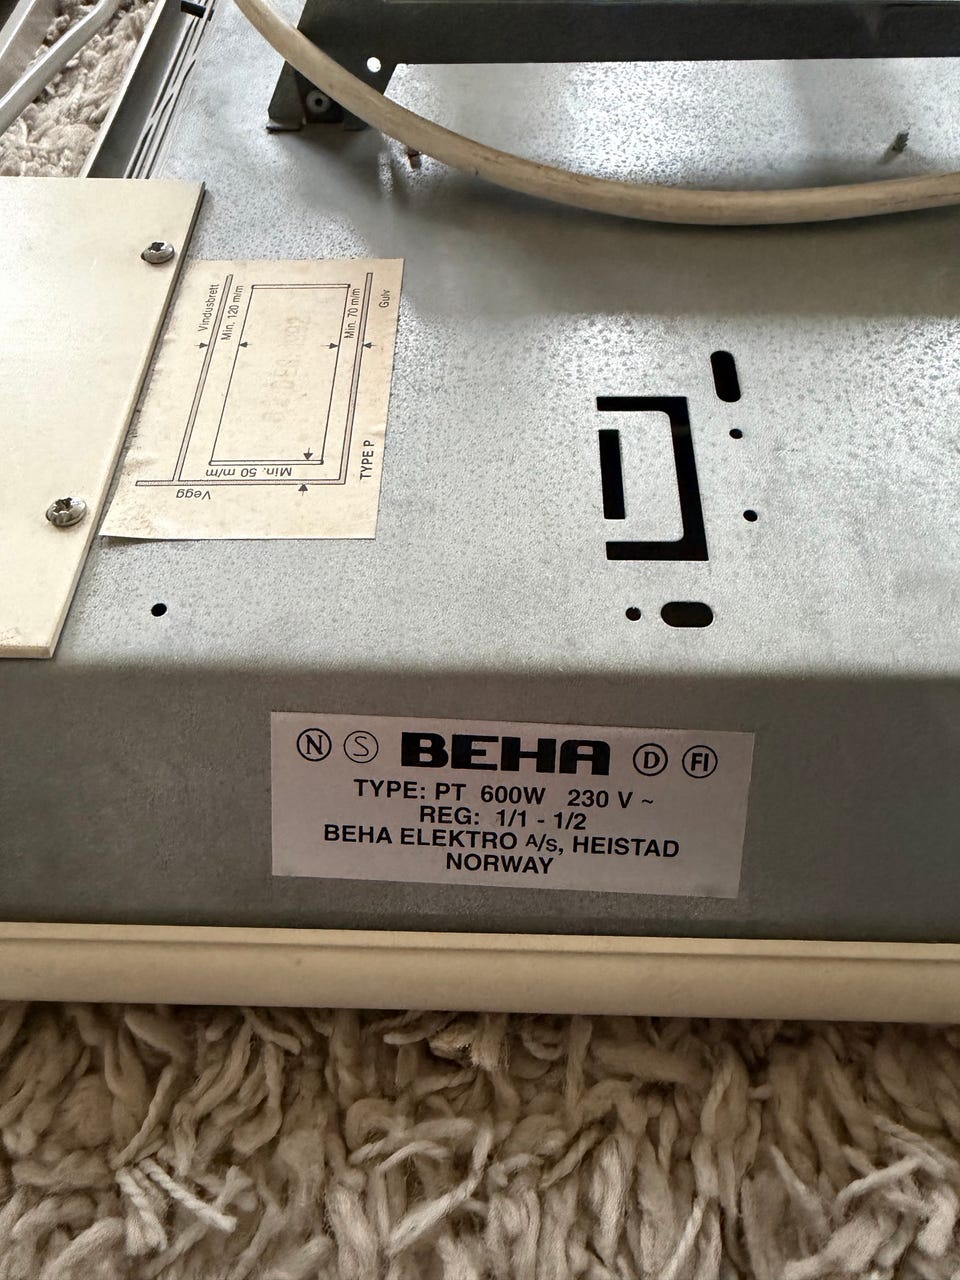 Vindusbrett
Min. 120 m/m
Min. 70 m/m
Gulv
Min. 50 m/m
Vegg
TYPE P
N S BEHA D FI
TYPE: PT 600W 230 V ~
REG: 1/1 - 1/2
BEHA ELEKTRO A/s, HEISTAD
NORWAY